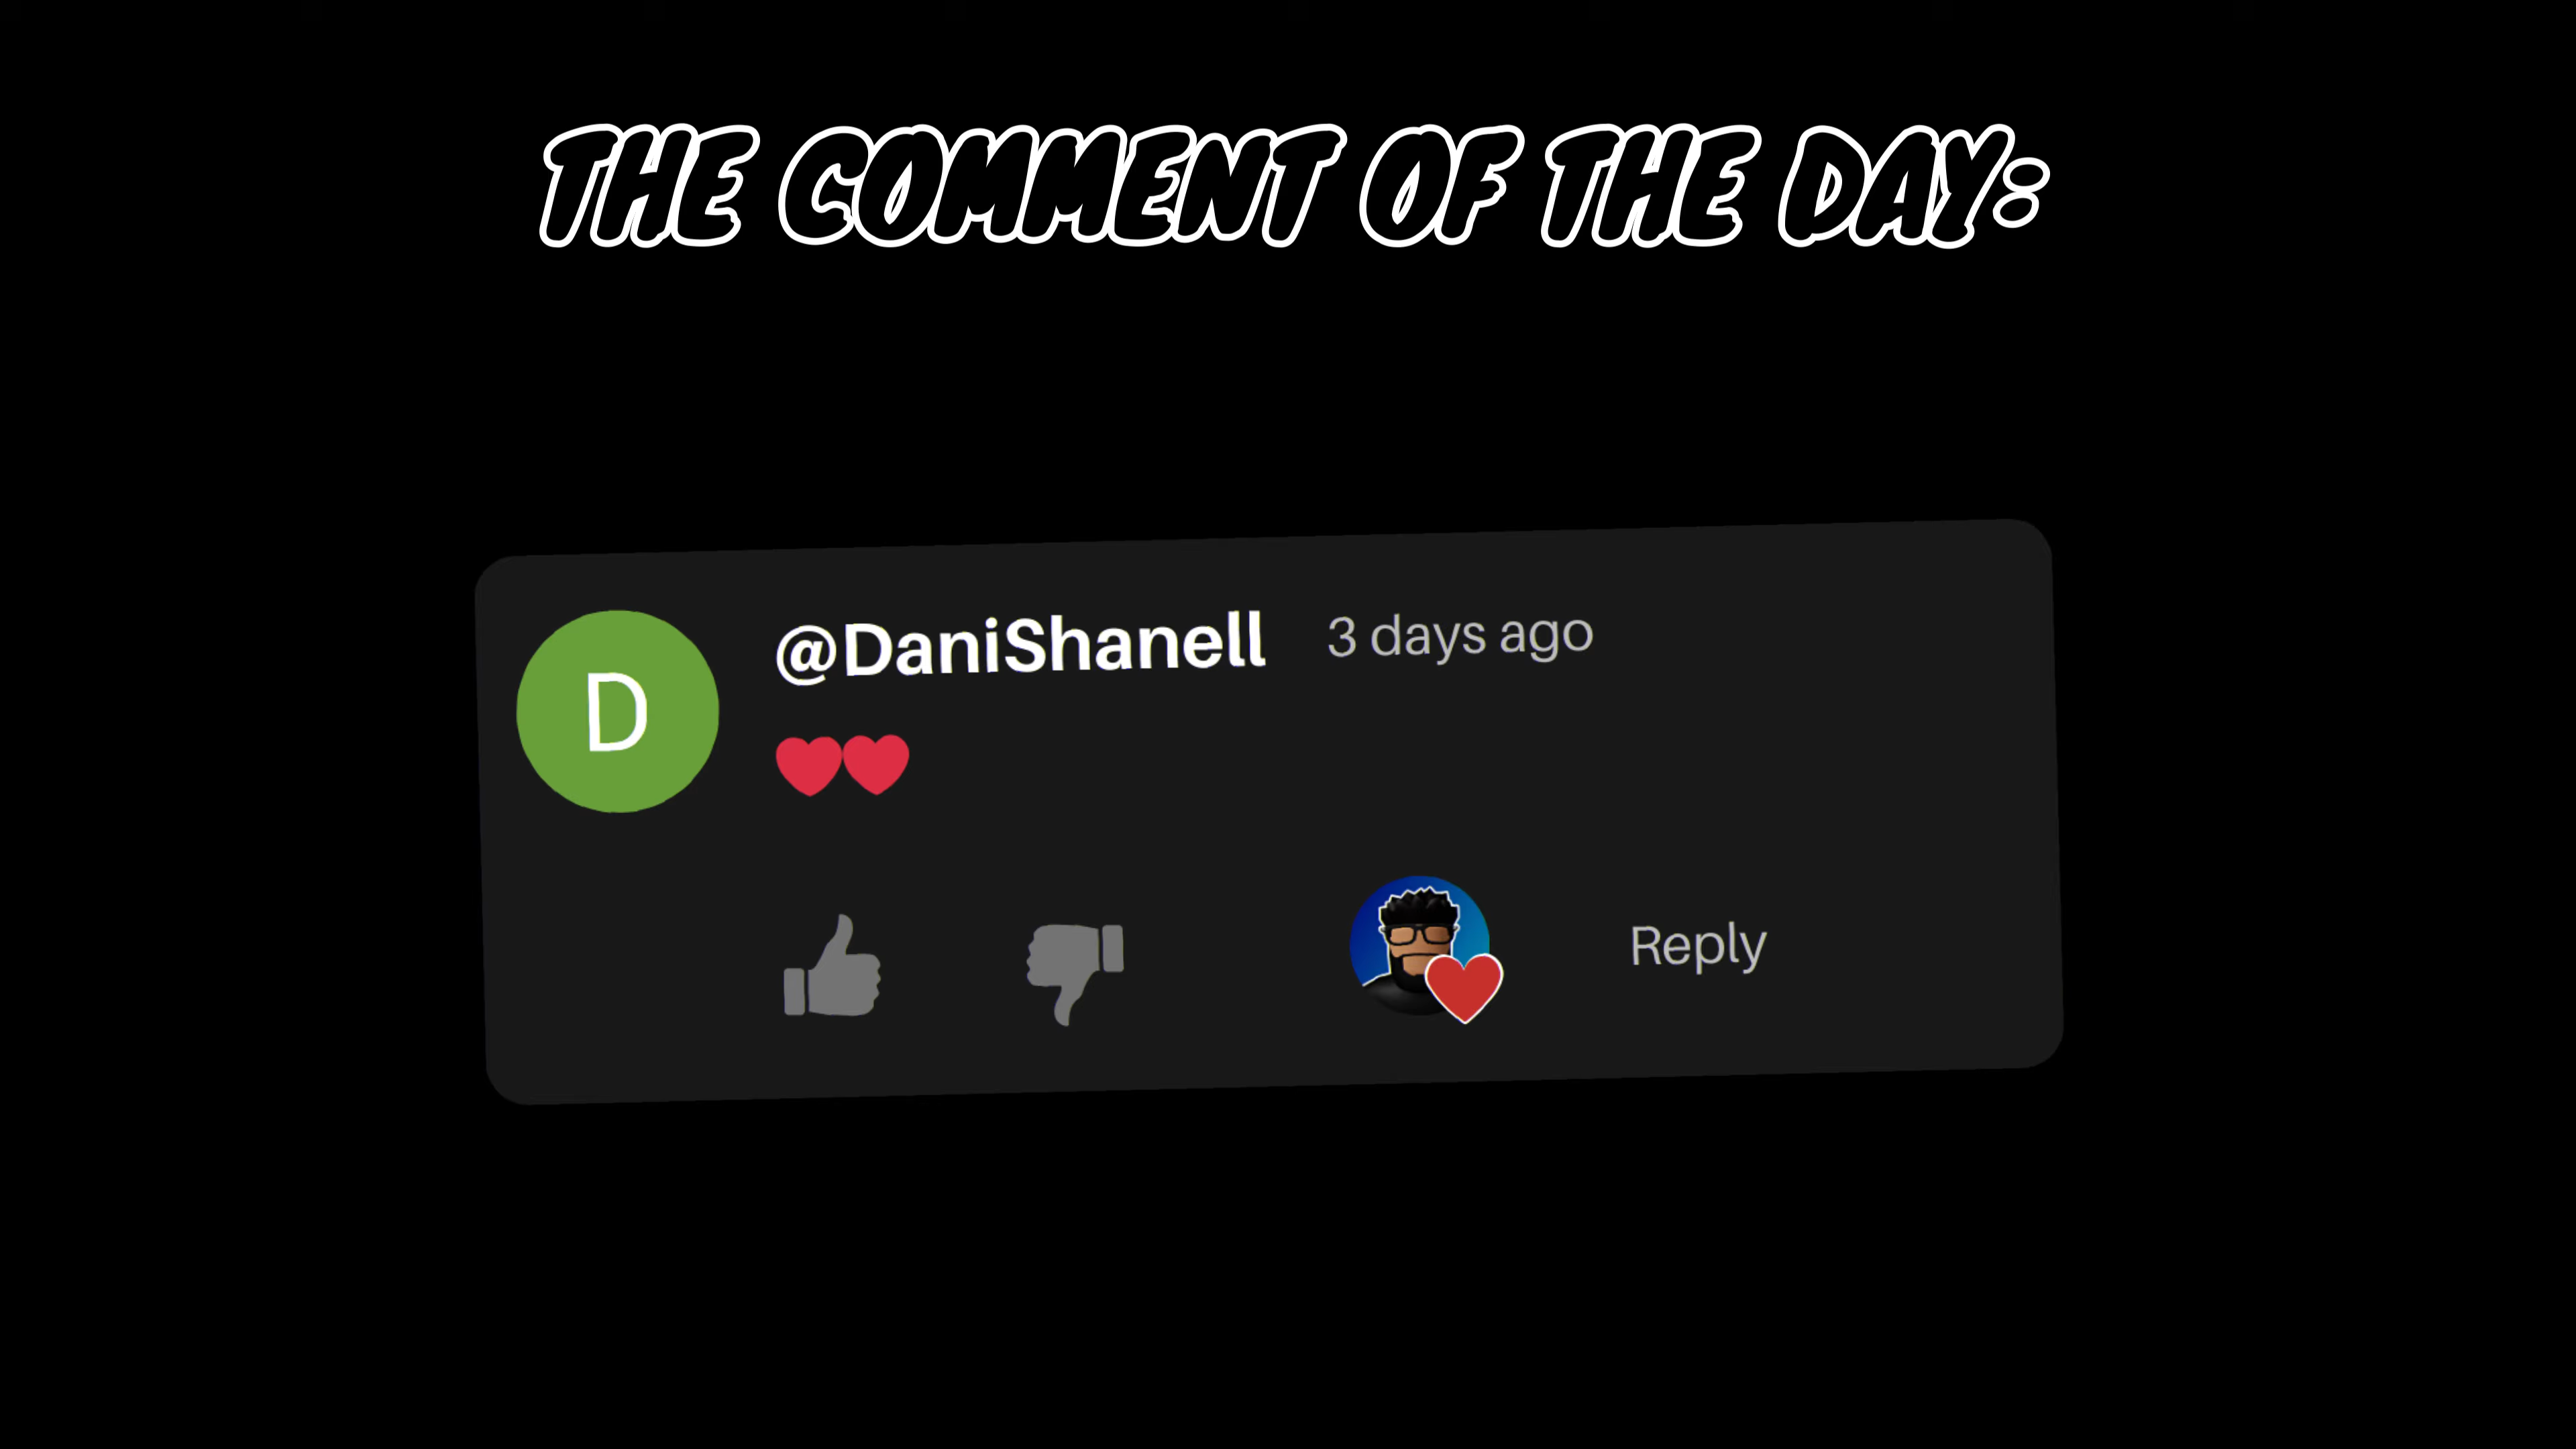 THE COMMENT OF THE DAY:
D
@DaniShanell 3 days ago
❤️❤️
Reply